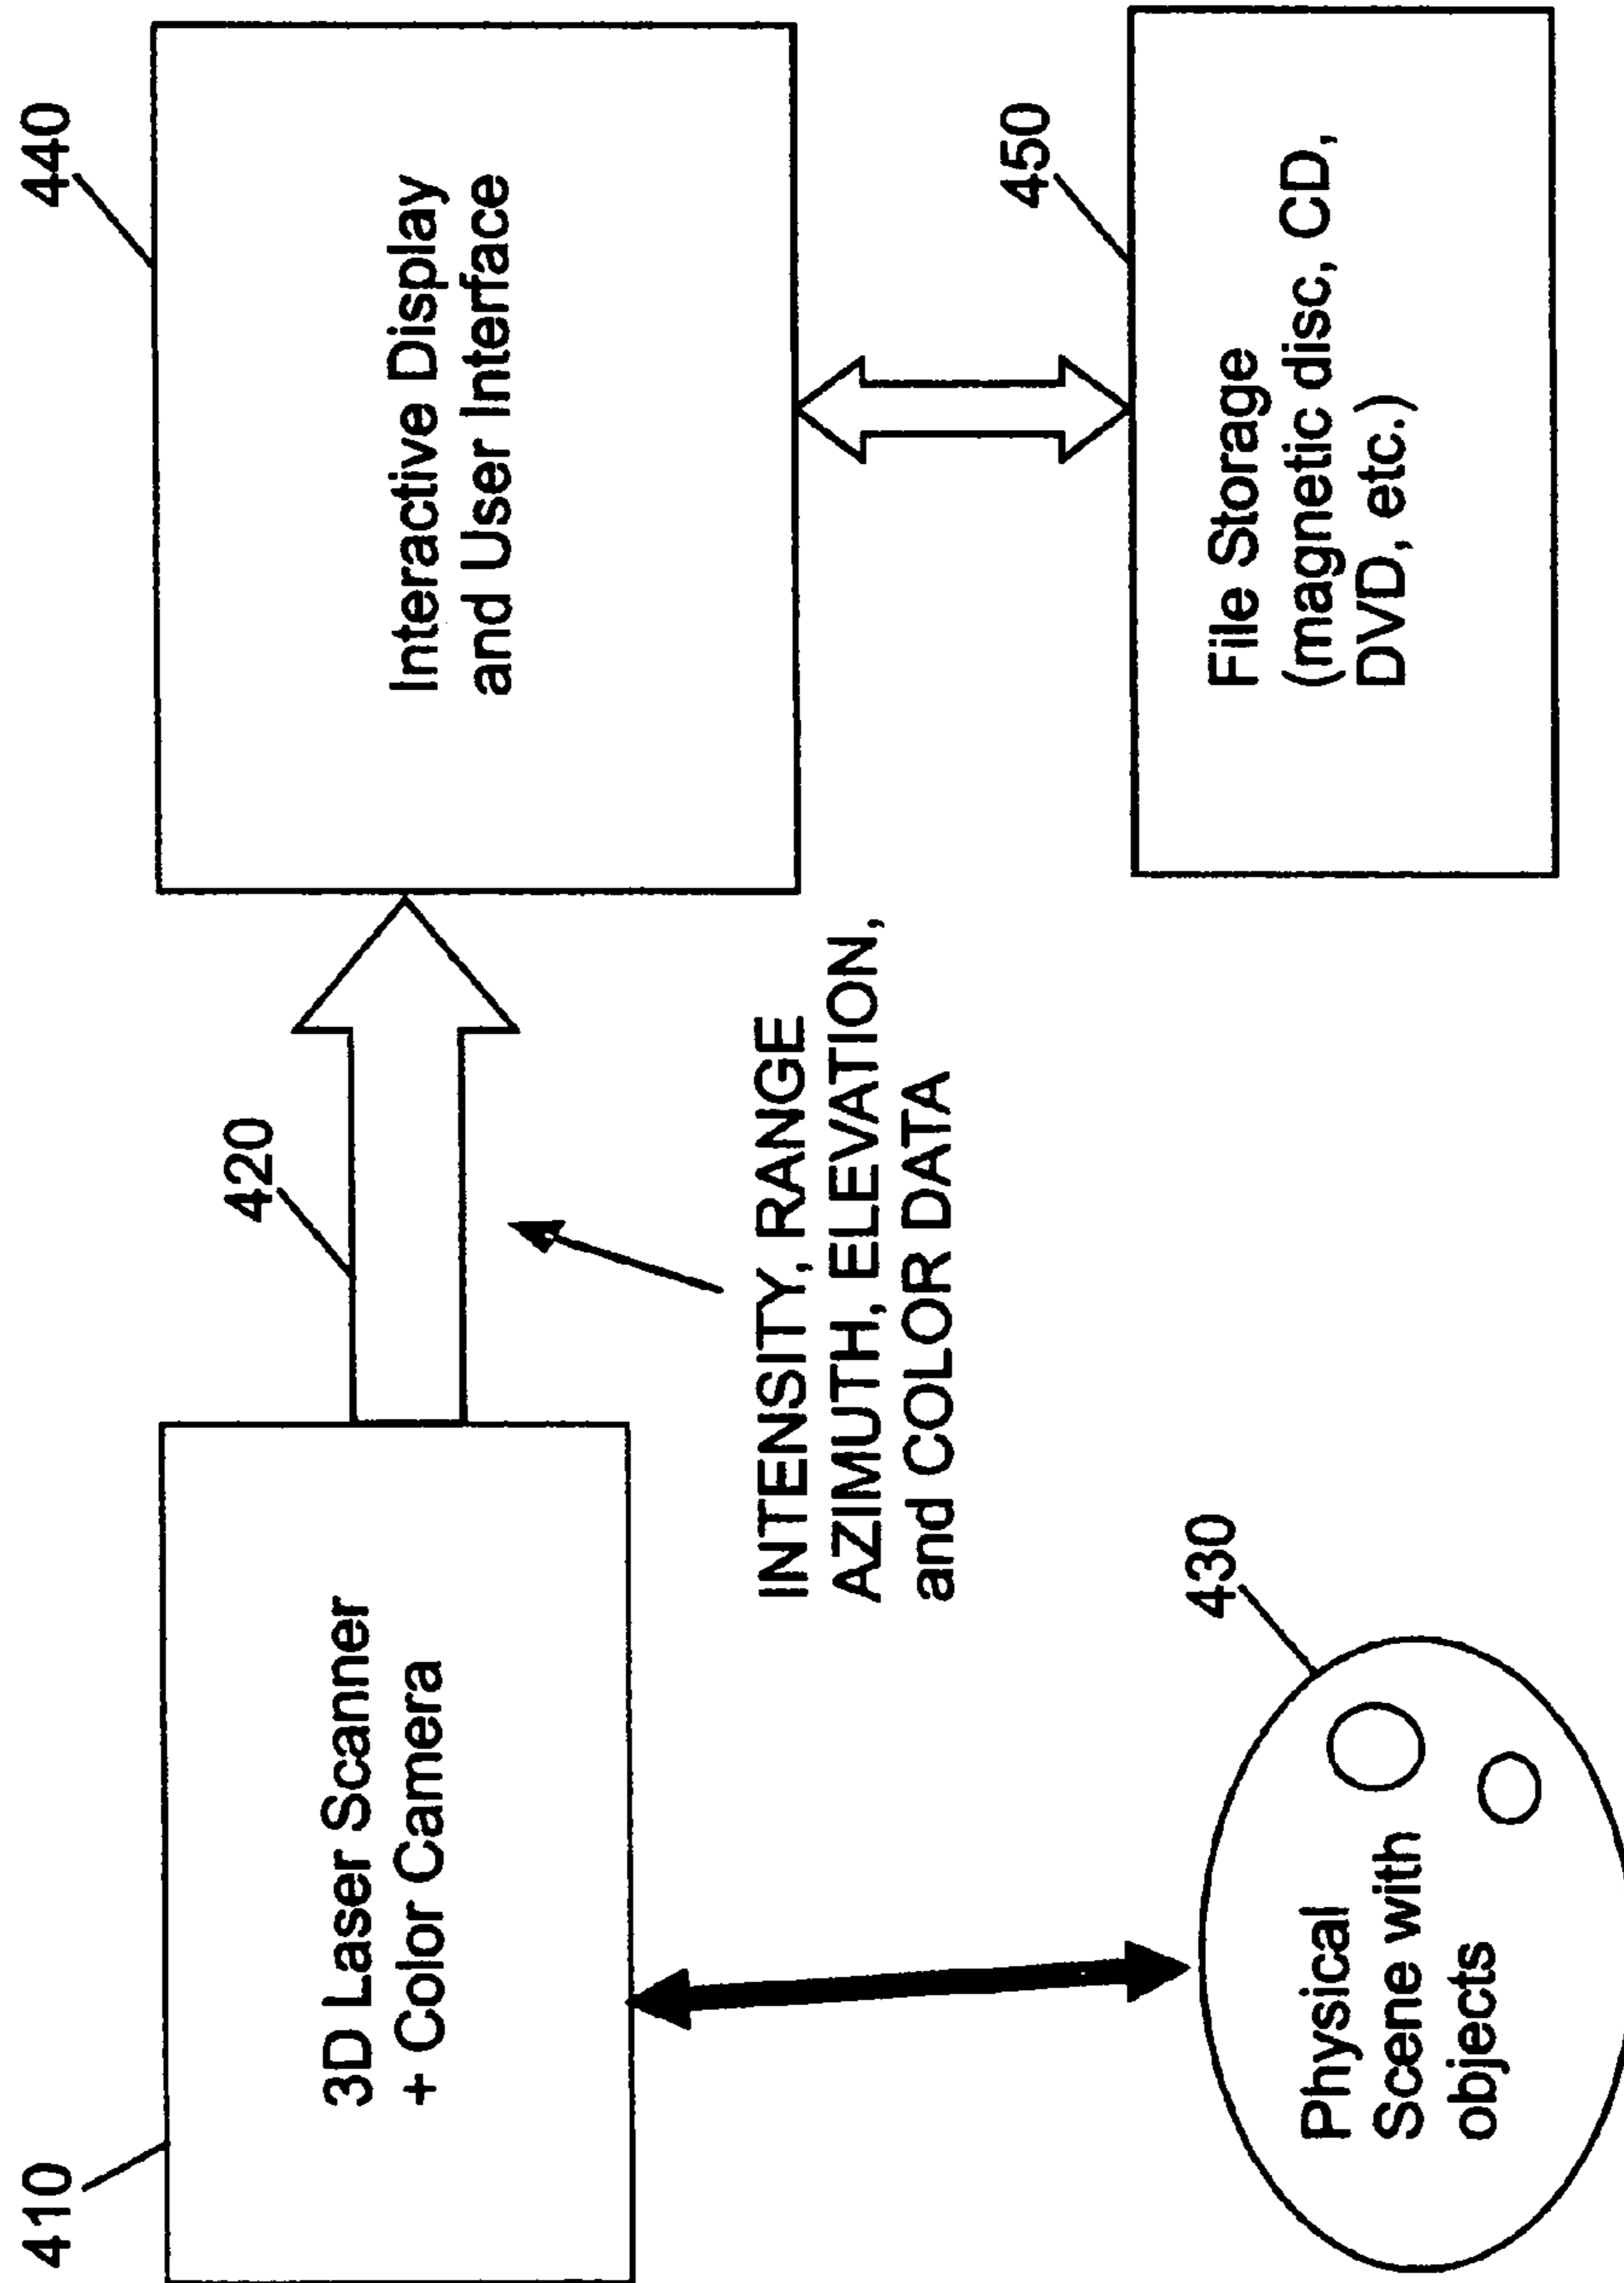 410
3D Laser Scanner
+ Color Camera
420
INTENSITY, RANGE
AZIMUTH, ELEVATION,
and COLOR DATA
440
Interactive Display
and User Interface
430
Physical
Scene with
objects
450
File Storage
(magnetic disc, CD,
DVD, etc.)